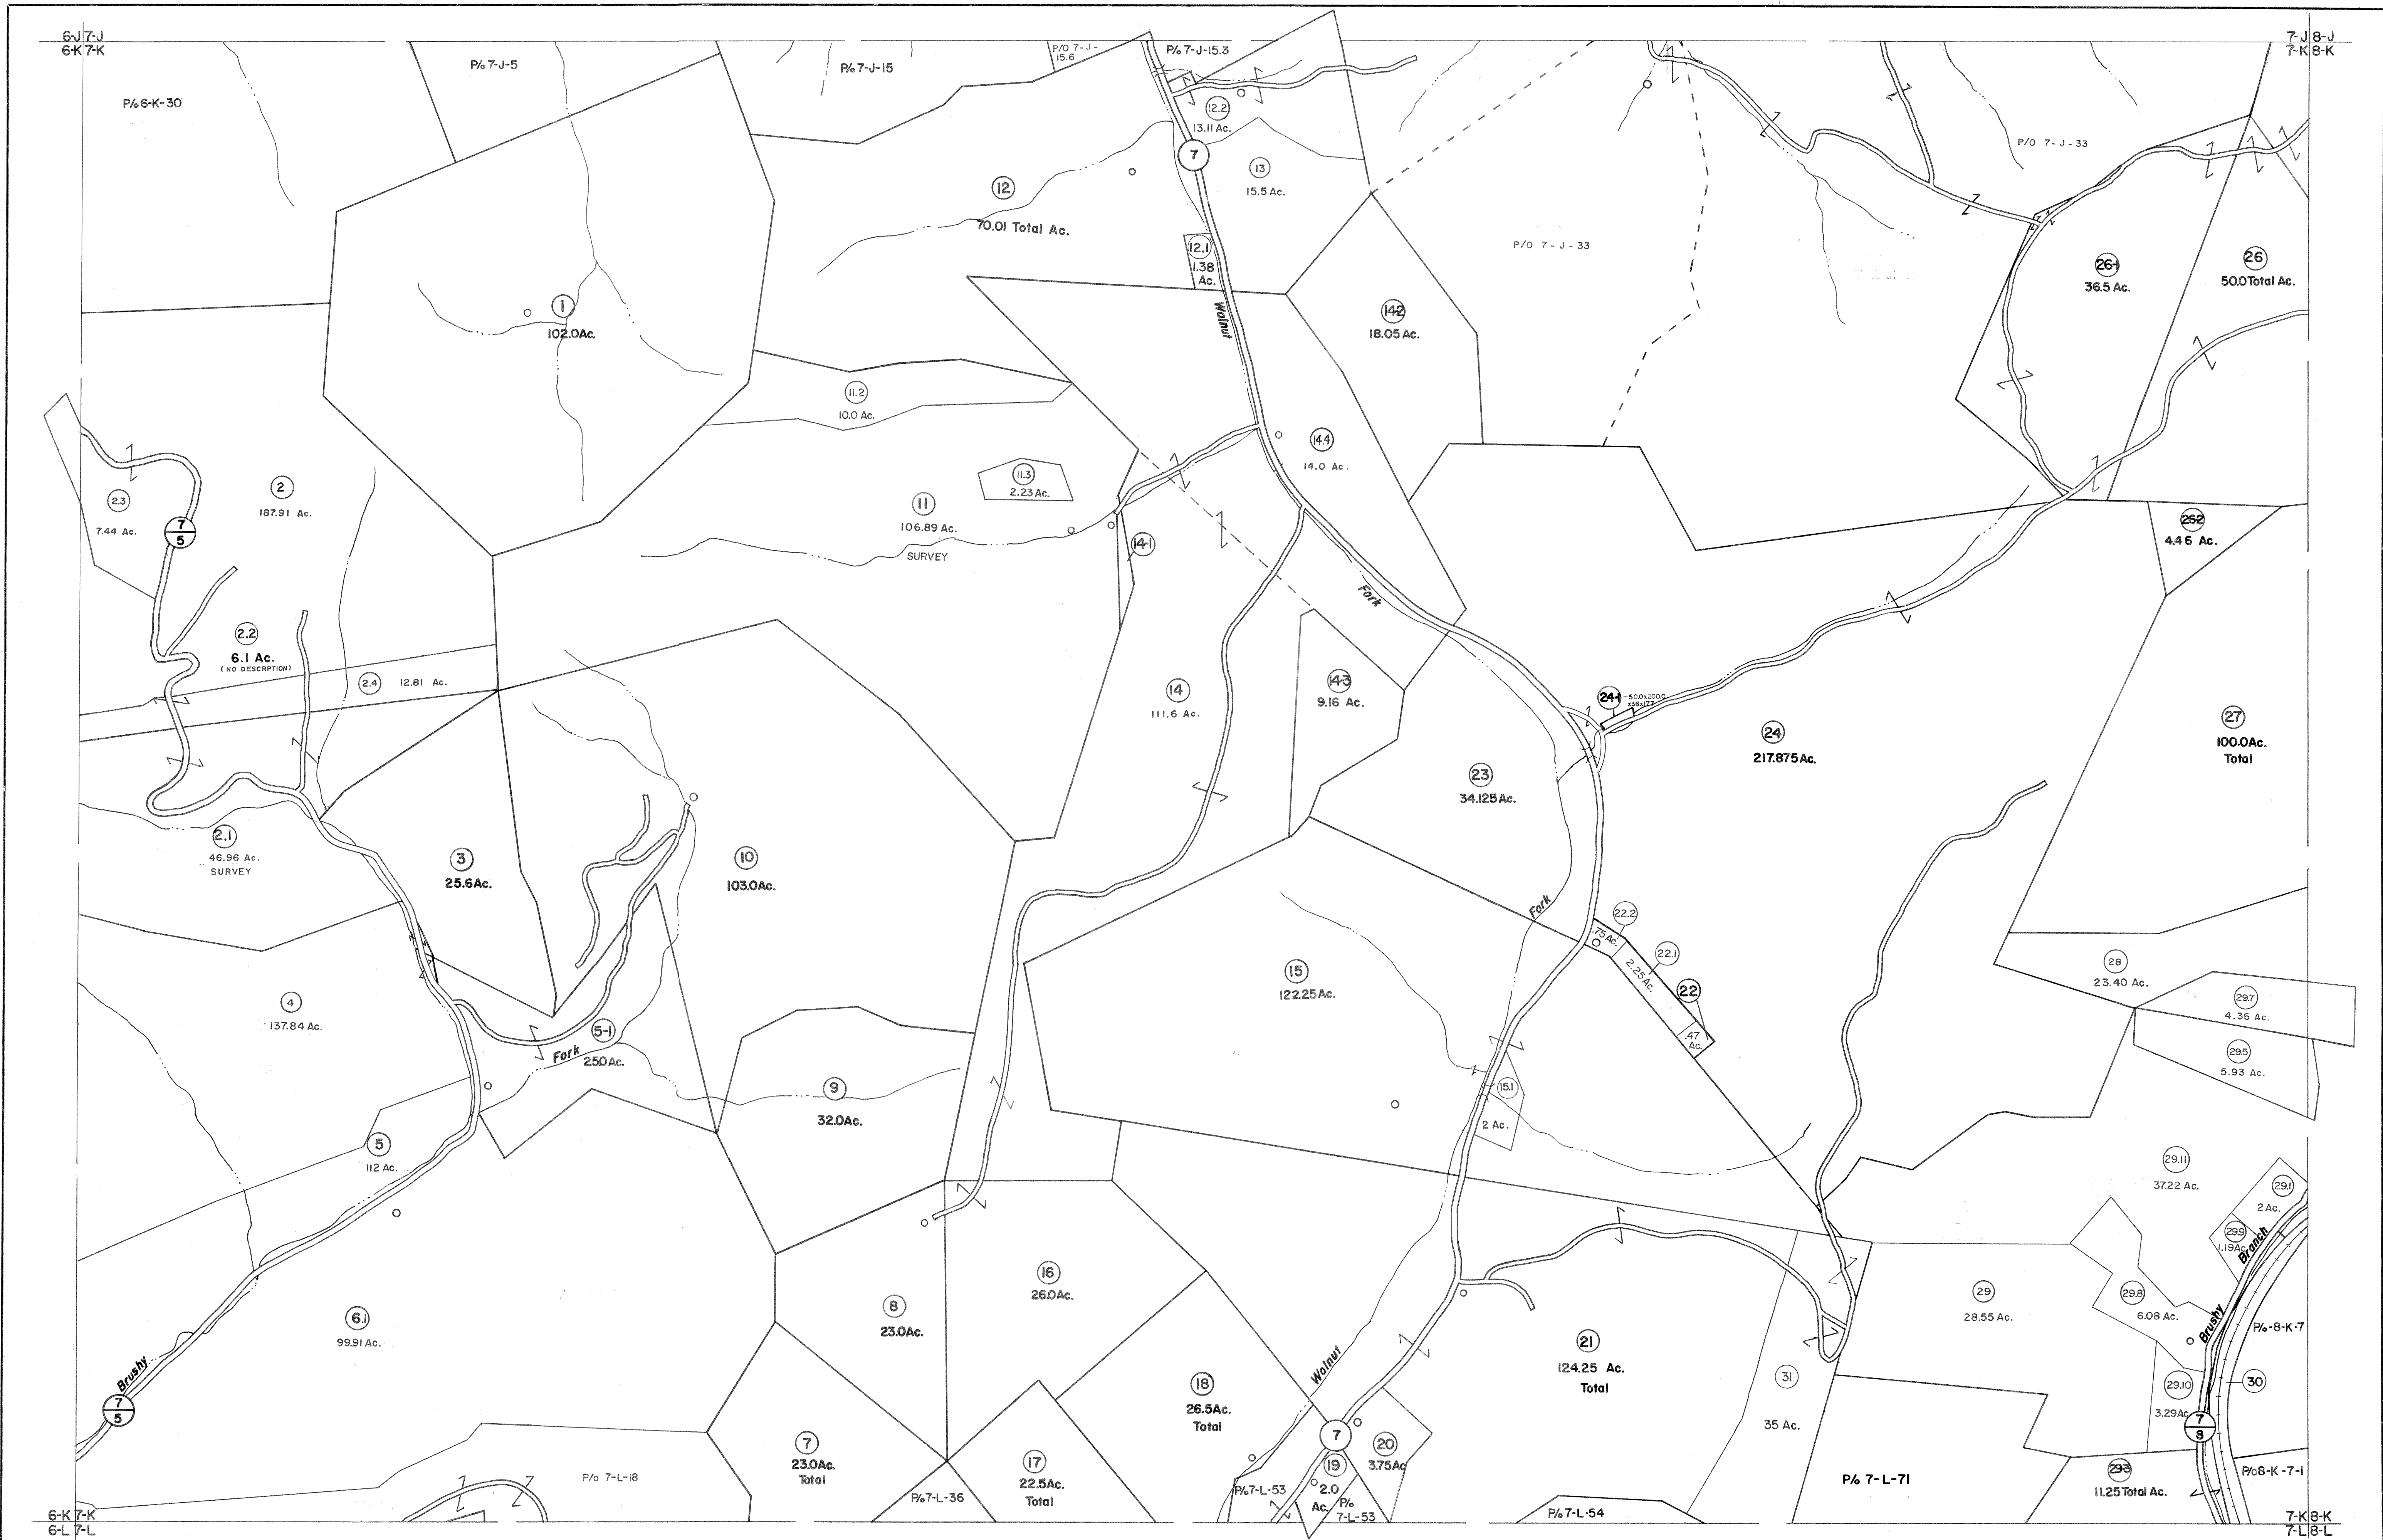 6-J 7-J
6-K 7-K
7-J 8-J
7-K 8-K
P/o 6-K-30
P/o 7-J-5
P/o 7-J-15
P/O 7-J-
15.6
P/o 7-J-15.3
P/O 7-J-33
P/O 7-J-33
12.2
13.11 Ac.
7
13
15.5 Ac.
12
70.01 Total Ac.
12.1
1.38
Ac.
Walnut
26-1
36.5 Ac.
26
50.0 Total Ac.
1
102.0 Ac.
14-2
18.05 Ac.
11.2
10.0 Ac.
14.4
14.0 Ac.
2.3
7.44 Ac.
7
5
2
187.91 Ac.
11.3
2.23 Ac.
11
106.89 Ac.
SURVEY
14-1
26-2
4.46 Ac.
Fork
2.2
6.1 Ac.
( NO DESCRPTION)
2.4
12.81 Ac.
14
111.6 Ac.
14-3
9.16 Ac.
24-1
24
217.875 Ac.
27
100.0 Ac.
Total
23
34.125 Ac.
2.1
46.96 Ac.
SURVEY
3
25.6 Ac.
10
103.0 Ac.
Fork
22.2
.75 Ac.
22.1
2.25 Ac.
22
.47
Ac.
15
122.25 Ac.
28
23.40 Ac.
29.7
4.36 Ac.
29.5
5.93 Ac.
4
137.84 Ac.
5-1
25.0 Ac.
Fork
9
32.0 Ac.
15.1
2 Ac.
5
112 Ac.
29.11
37.22 Ac.
29.1
2 Ac.
29.9
1.19 Ac.
Branch
16
26.0 Ac.
8
23.0 Ac.
6.1
99.91 Ac.
29
28.55 Ac.
29.8
6.08 Ac.
Brushy
P/o-8-K-7
21
124.25 Ac.
Total
Walnut
Brushy
7
5
18
26.5 Ac.
Total
31
35 Ac.
29.10
3.29 Ac.
30
7
8
7
20
3.75 Ac.
19
2.0
Ac.
7
23.0 Ac.
Total
17
22.5 Ac.
Total
P/o 7-L-18
P/o 7-L-36
P/o 7-L-53
P/o
7-L-53
P/o 7-L-54
P/o 7-L-71
29-3
11.25 Total Ac.
P/o 8-K-7-1
6-K 7-K
6-L 7-L
7-K 8-K
7-L 8-L